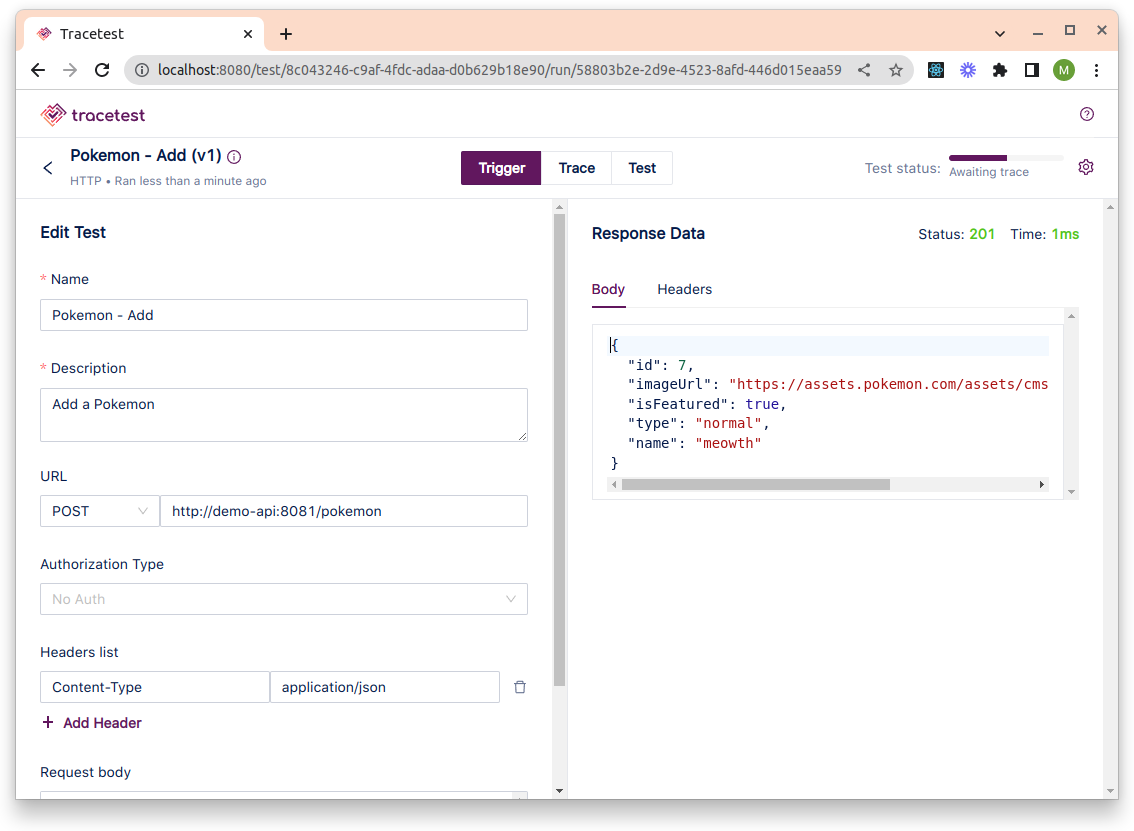 Tracetest
localhost:8080/test/8c043246-c9af-4fdc-adaa-d0b629b18e90/run/58803b2e-2d9e-4523-8afd-446d015eaa59
M
tracetest
Pokemon - Add (v1)
HTTP • Ran less than a minute ago
Trigger Trace Test
Test status: Awaiting trace
Edit Test
* Name
Pokemon - Add
* Description
Add a Pokemon
URL
POST http://demo-api:8081/pokemon
Authorization Type
No Auth
Headers list
Content-Type application/json
+ Add Header
Request body
Response Data Status: 201 Time: 1ms
Body Headers
{
"id": 7,
"imageUrl": "https://assets.pokemon.com/assets/cms
"isFeatured": true,
"type": "normal",
"name": "meowth"
}